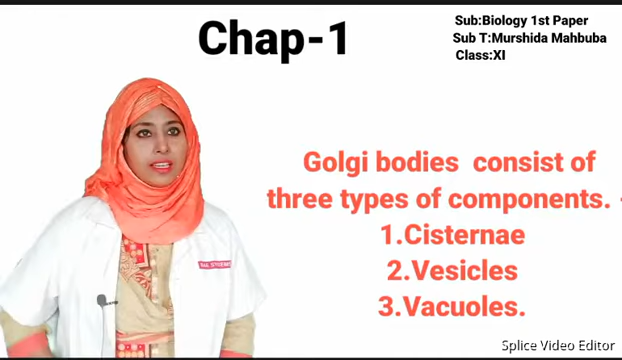 Chap-1
Sub:Biology 1st Paper
Sub T:Murshida Mahbuba
Class:XI
Golgi bodies consist of
three types of components. -
1.Cisternae
2.Vesicles
3.Vacuoles.
Splice Video Editor